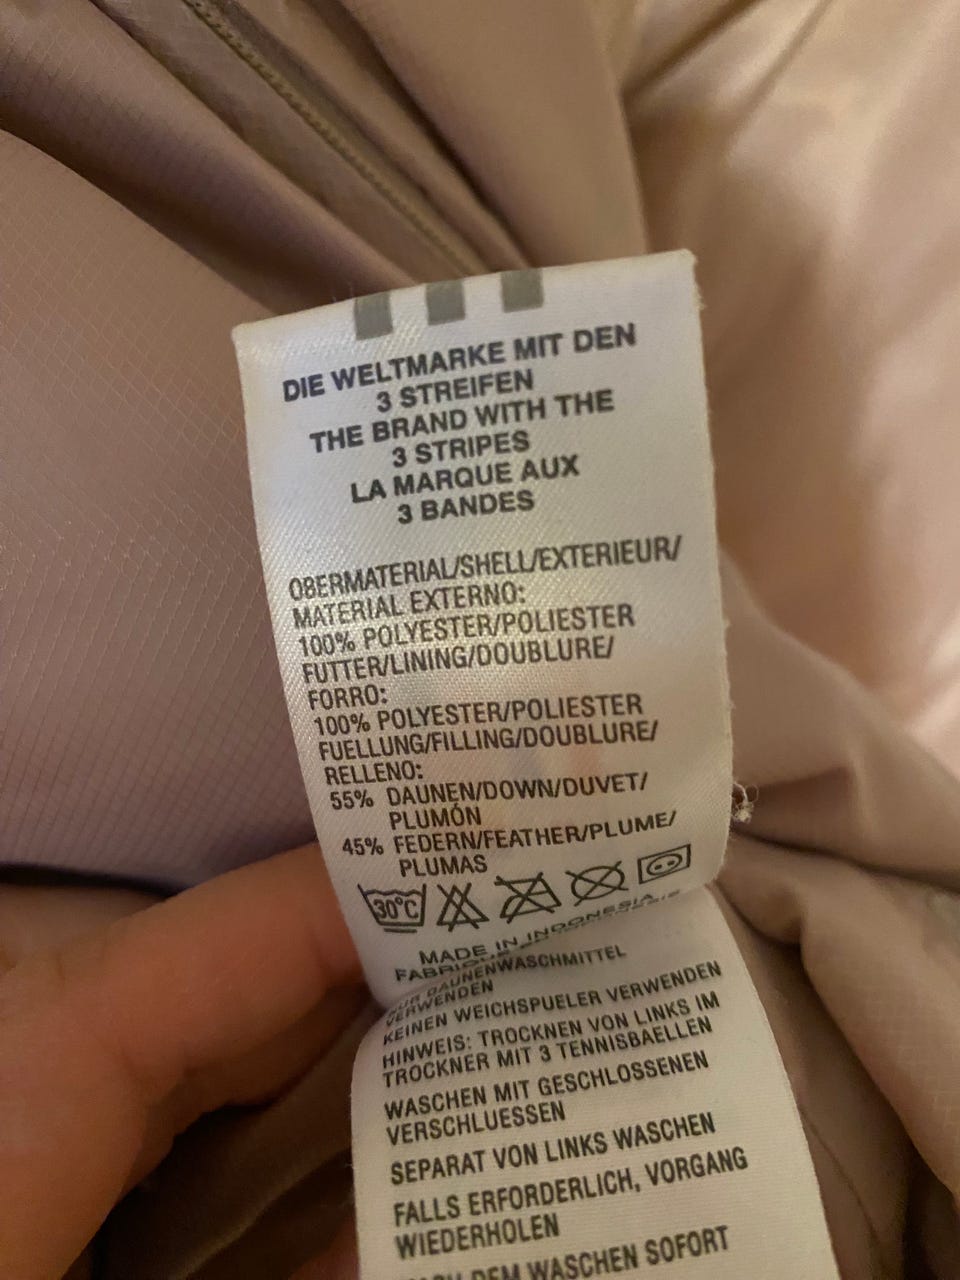 DIE WELTMARKE MIT DEN
3 STREIFEN
THE BRAND WITH THE
3 STRIPES
LA MARQUE AUX
3 BANDES
OBERMATERIAL/SHELL/EXTERIEUR/
MATERIAL EXTERNO:
100% POLYESTER/POLIESTER
FUTTER/LINING/DOUBLURE/
FORRO:
100% POLYESTER/POLIESTER
FUELLUNG/FILLING/DOUBLURE/
RELLENO:
55% DAUNEN/DOWN/DUVET/
PLUMÓN
45% FEDERN/FEATHER/PLUME/
PLUMAS
30°C
MADE IN INDONESIA
NUR DAUNENWASCHMITTEL
VERWENDEN
KEINEN WEICHSPUELER VERWENDEN
HINWEIS: TROCKNEN VON LINKS IM
TROCKNER MIT 3 TENNISBAELLEN
WASCHEN MIT GESCHLOSSENEN
VERSCHLUESSEN
SEPARAT VON LINKS WASCHEN
FALLS ERFORDERLICH, VORGANG
WIEDERHOLEN
NACH DEM WASCHEN SOFORT